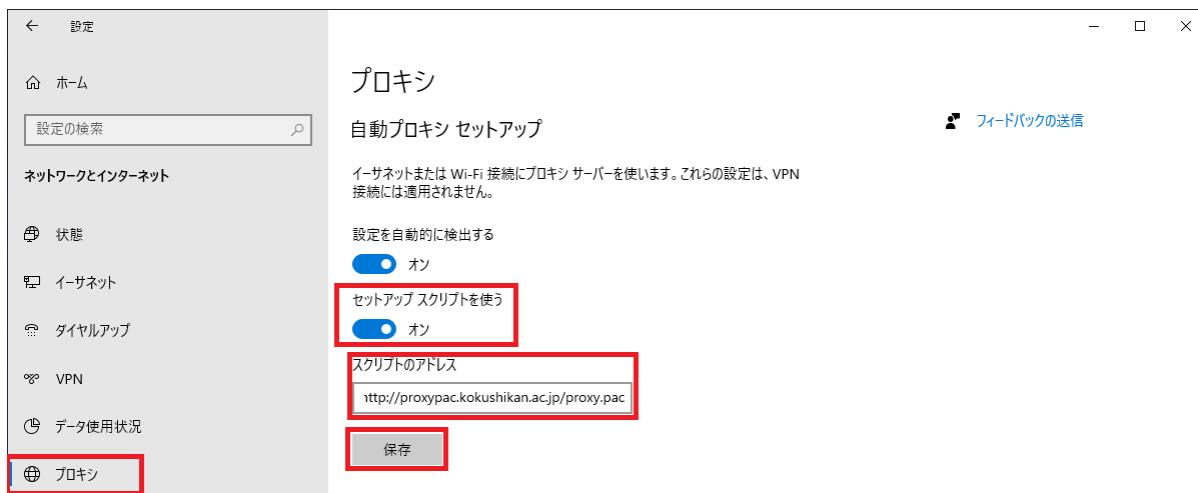 設定
ホーム
設定の検索
ネットワークとインターネット
状態
イーサネット
ダイヤルアップ
VPN
データ使用状況
プロキシ
プロキシ
自動プロキシ セットアップ
イーサネットまたは Wi-Fi 接続にプロキシ サーバーを使います。これらの設定は、VPN
接続には適用されません。
設定を自動的に検出する
オン
セットアップ スクリプトを使う
オン
スクリプトのアドレス
ttp://proxypac.kokushikan.ac.jp/proxy.pac
保存
フィードバックの送信